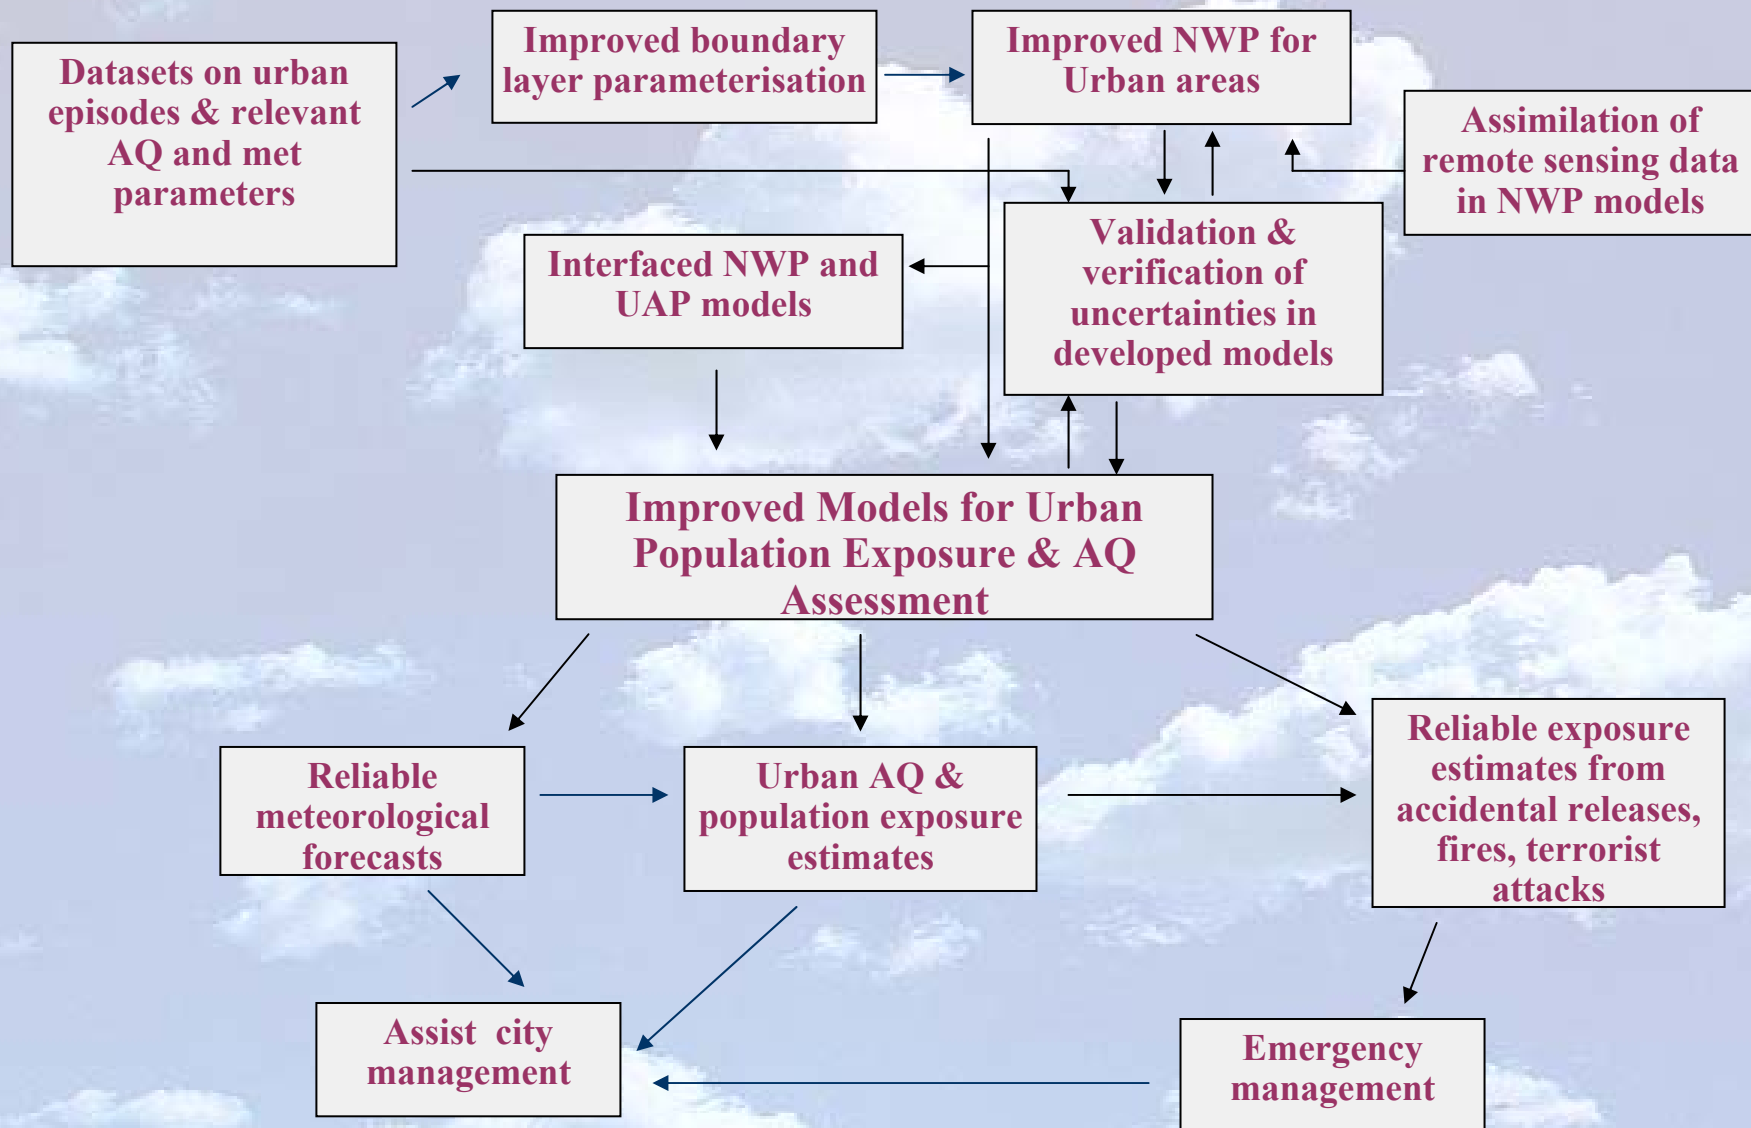 Datasets on urban
episodes & relevant
AQ and met
parameters
Improved boundary
layer parameterisation
Improved NWP for
Urban areas
Assimilation of
remote sensing data
in NWP models
Interfaced NWP and
UAP models
Validation &
verification of
uncertainties in
developed models
Improved Models for Urban
Population Exposure & AQ
Assessment
Reliable
meteorological
forecasts
Urban AQ &
population exposure
estimates
Reliable exposure
estimates from
accidental releases,
fires, terrorist
attacks
Assist city
management
Emergency
management